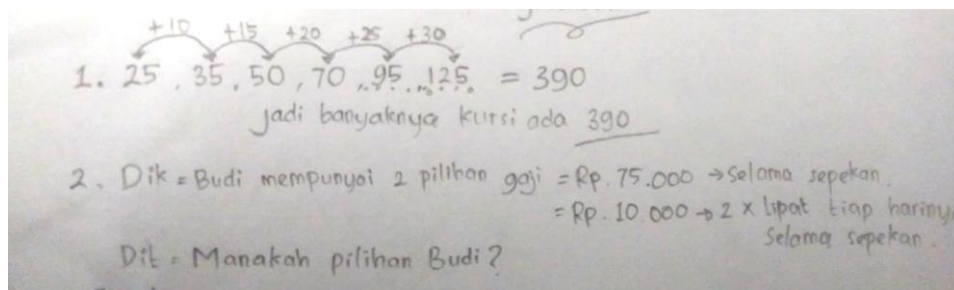 +10 +15 +20 +25 +30
1. 25, 35, 50, 70, 95, 125. = 390
jadi banyaknya kursi ada 390
2. Dik = Budi mempunyai 2 pilihan gaji = Rp. 75.000 → Selama sepekan.
= Rp. 10.000 → 2 x lipat tiap hariny
Selama sepekan.
Dit = Manakah pilihan Budi?